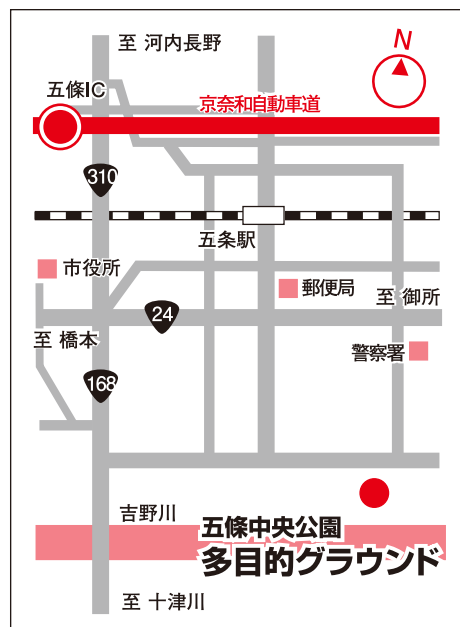 至 河内長野
N
五條IC
京奈和自動車道
310
五条駅
市役所
郵便局
至 御所
24
至 橋本
警察署
168
吉野川
五條中央公園
多目的グラウンド
至 十津川